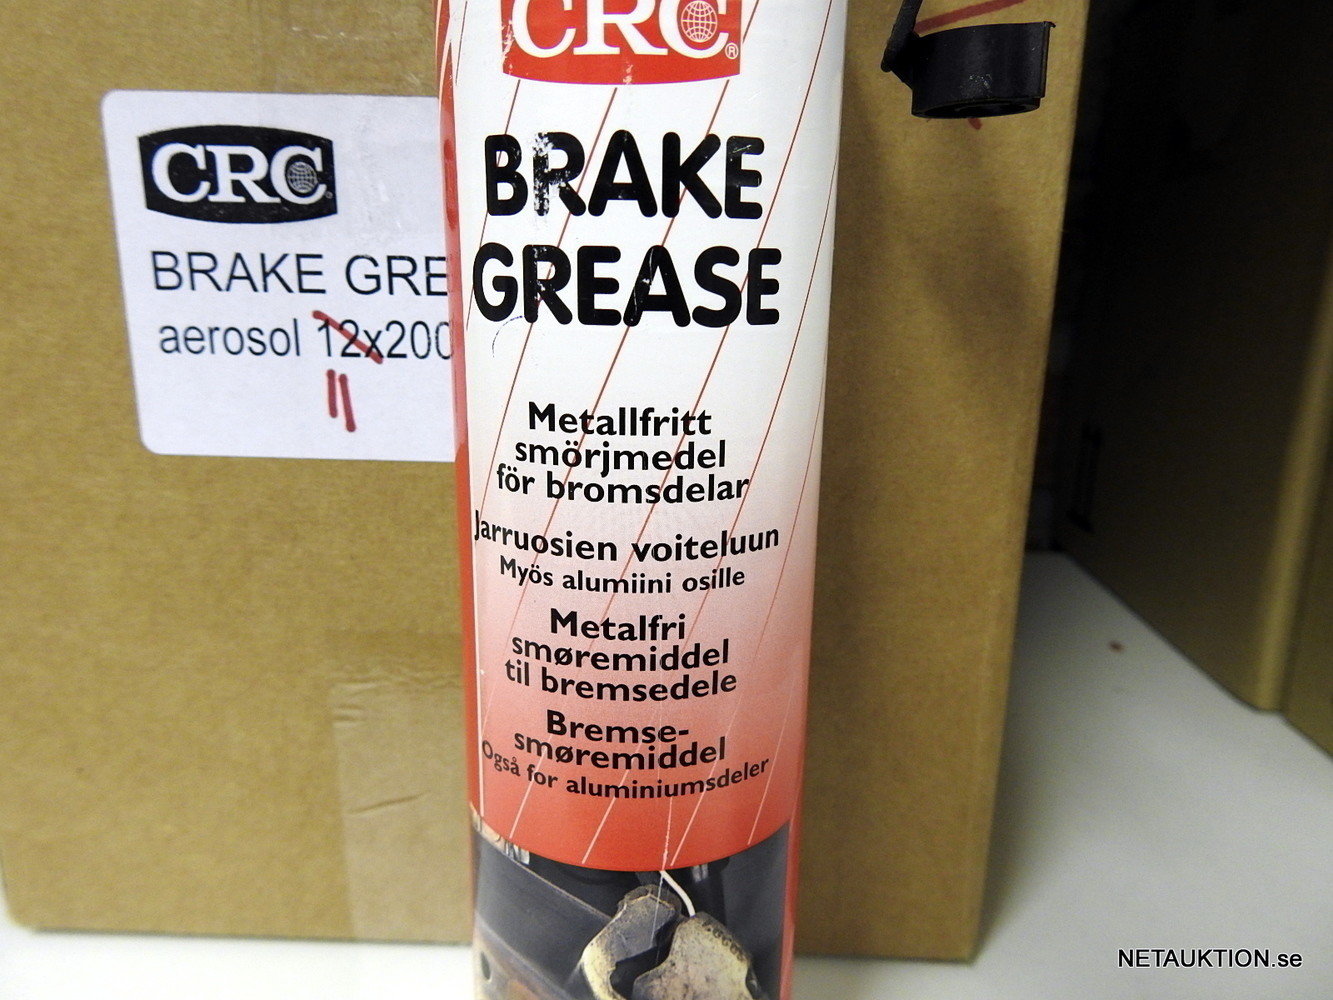 CRC
BRAKE GRE
aerosol 12x200
11
CRC®
BRAKE
GREASE
Metallfritt
smörjmedel
för bromsdelar
Jarruosien voiteluun
Myös alumiini osille
Metalfri
smøremiddel
til bremsedele
Bremse-
smøremiddel
Også for aluminiumsdeler
NETAUKTION.se